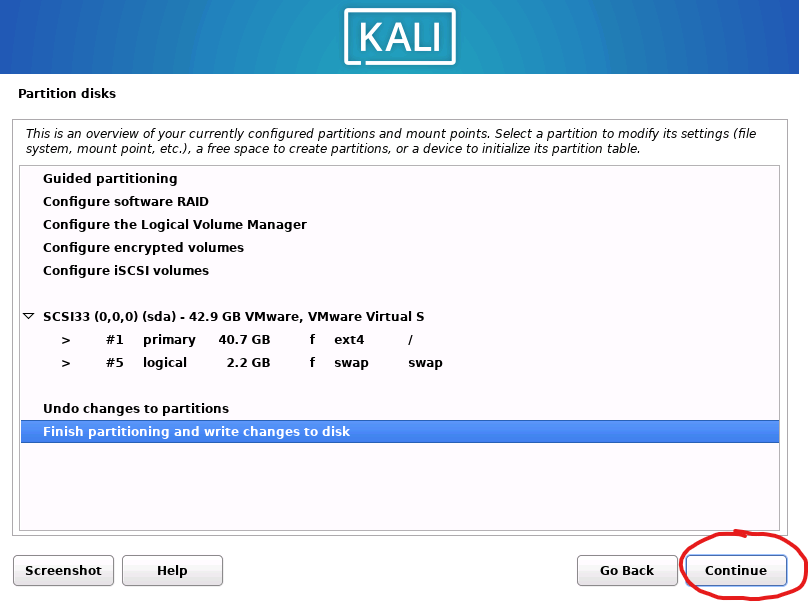 KALI
Partition disks
This is an overview of your currently configured partitions and mount points. Select a partition to modify its settings (file
system, mount point, etc.), a free space to create partitions, or a device to initialize its partition table.
Guided partitioning
Configure software RAID
Configure the Logical Volume Manager
Configure encrypted volumes
Configure iSCSI volumes
SCSI33 (0,0,0) (sda) - 42.9 GB VMware, VMware Virtual S
> #1 primary 40.7 GB f ext4 /
> #5 logical 2.2 GB f swap swap
Undo changes to partitions
Finish partitioning and write changes to disk
Screenshot Help Go Back Continue